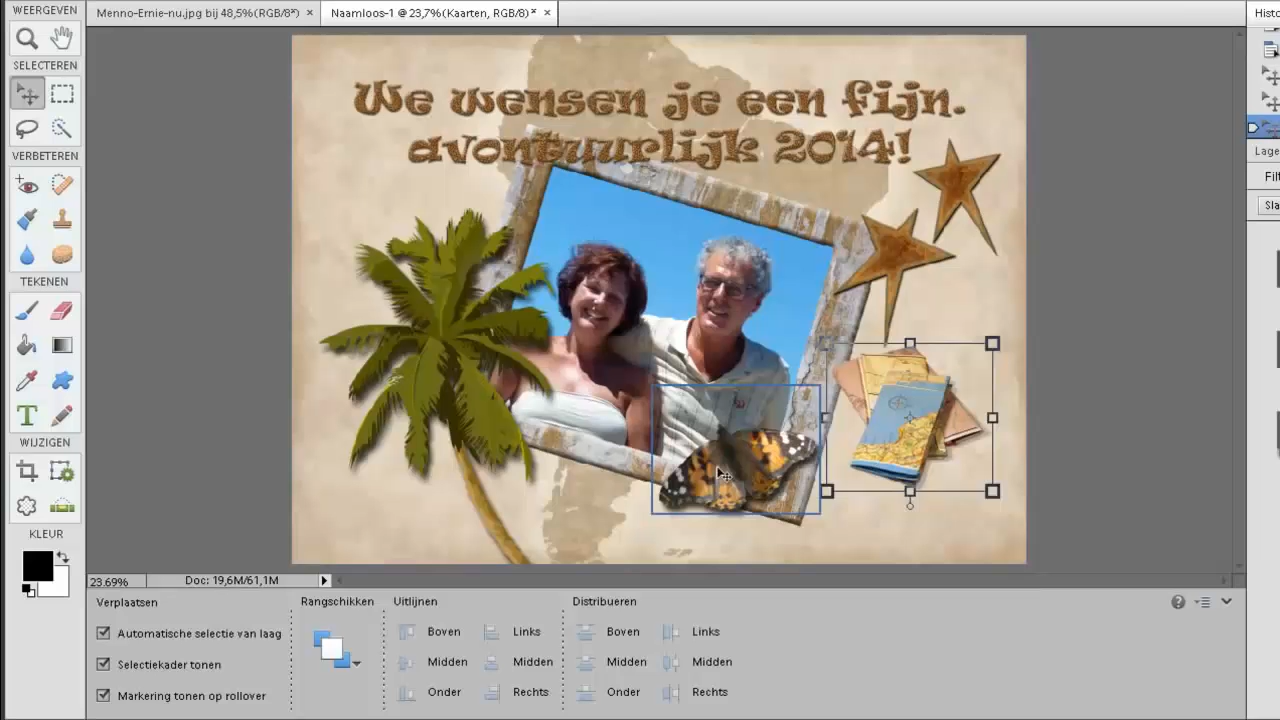 WEERGEVEN
Menno-Ernie-nu.jpg bij 48,5%(RGB/8*) ×
Naamloos-1 @ 23,7% (Kaarten, RGB/8)* ×
Histo
SELECTEREN
VERBETEREN
TEKENEN
T
WIJZIGEN
KLEUR
We wensen je een fijn.
avontuurlijk 2014!
Lage
Filt
Sla
23.69%
Doc: 19,6M/61,1M
Verplaatsen
Rangschikken
Uitlijnen
Distribueren
Automatische selectie van laag
Boven
Links
Boven
Links
Selectiekader tonen
Midden
Midden
Midden
Midden
Markering tonen op rollover
Onder
Rechts
Onder
Rechts